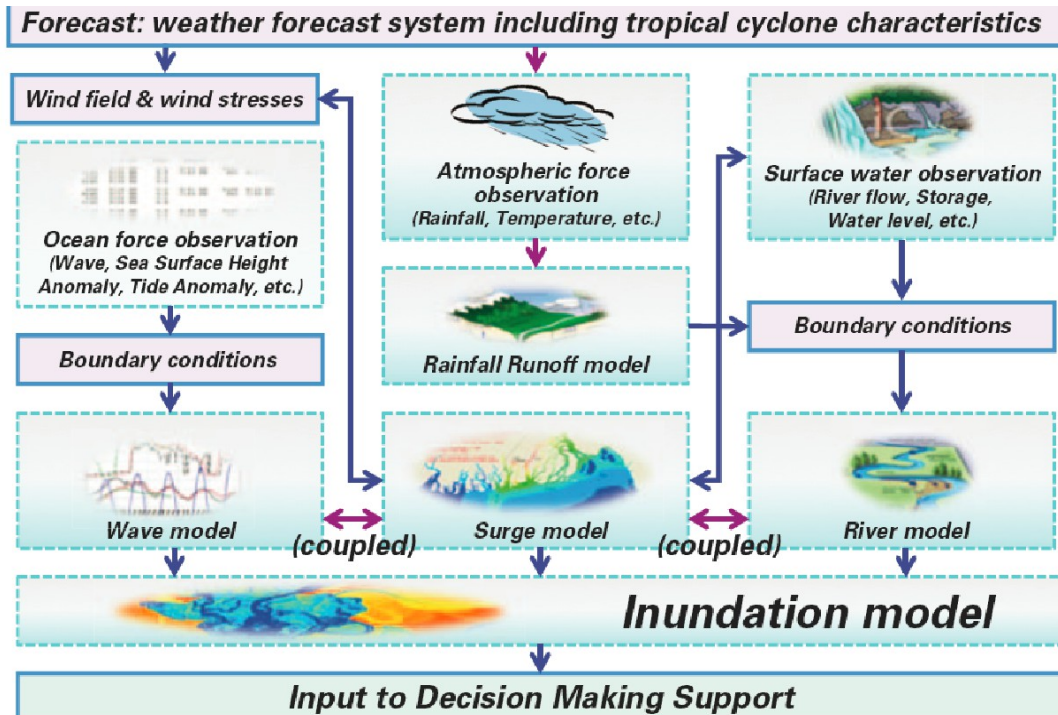 Forecast: weather forecast system including tropical cyclone characteristics
Wind field & wind stresses
Ocean force observation
(Wave, Sea Surface Height
Anomaly, Tide Anomaly, etc.)
Boundary conditions
Atmospheric force
observation
(Rainfall, Temperature, etc.)
Rainfall Runoff model
Surface water observation
(River flow, Storage,
Water level, etc.)
Boundary conditions
Wave model
(coupled)
Surge model
(coupled)
River model
Inundation model
Input to Decision Making Support